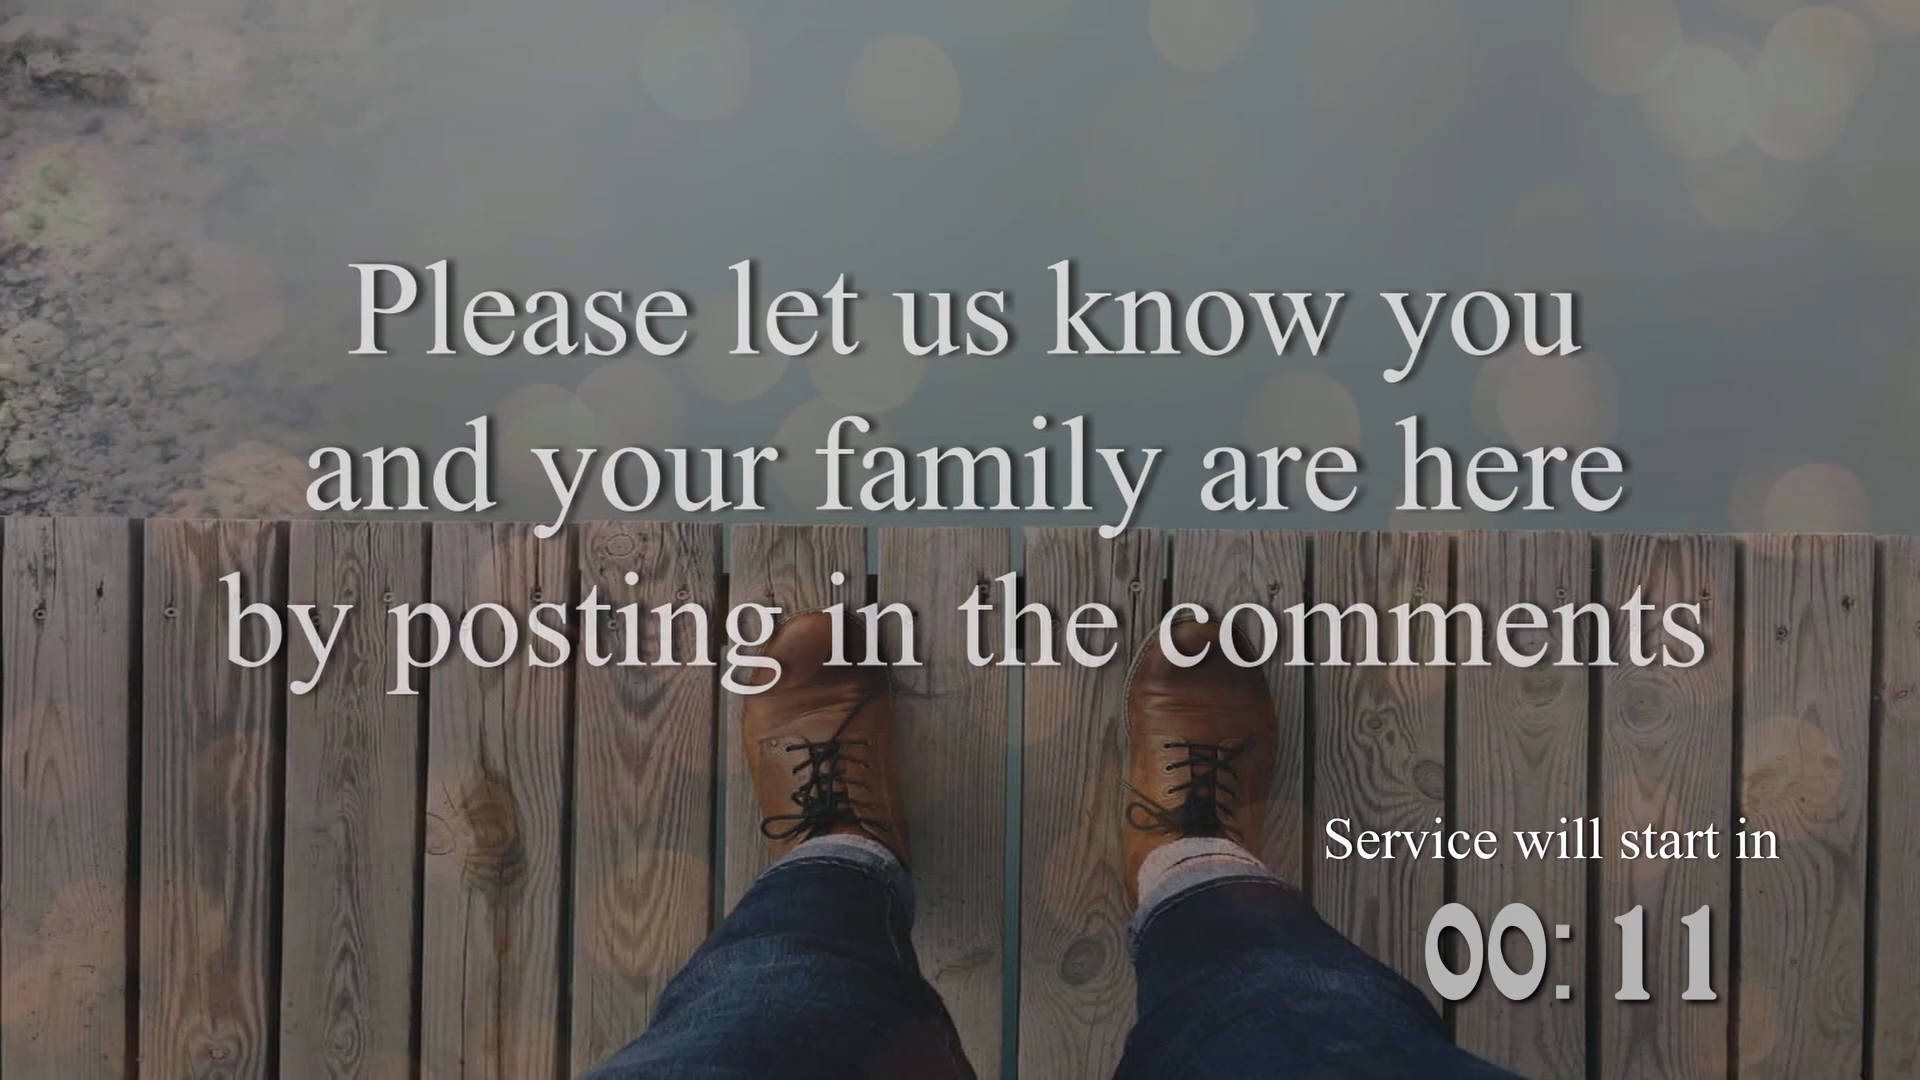 Please let us know you
and your family are here
by posting in the comments
Service will start in
00:11